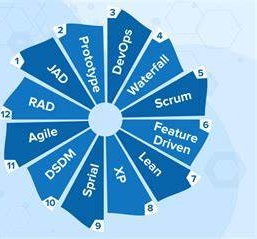 1
JAD
2
Prototype
3
DevOps
4
Waterfall
5
Scrum
6
Feature
Driven
7
Lean
8
XP
9
Sprial
10
DSDM
11
Agile
12
RAD